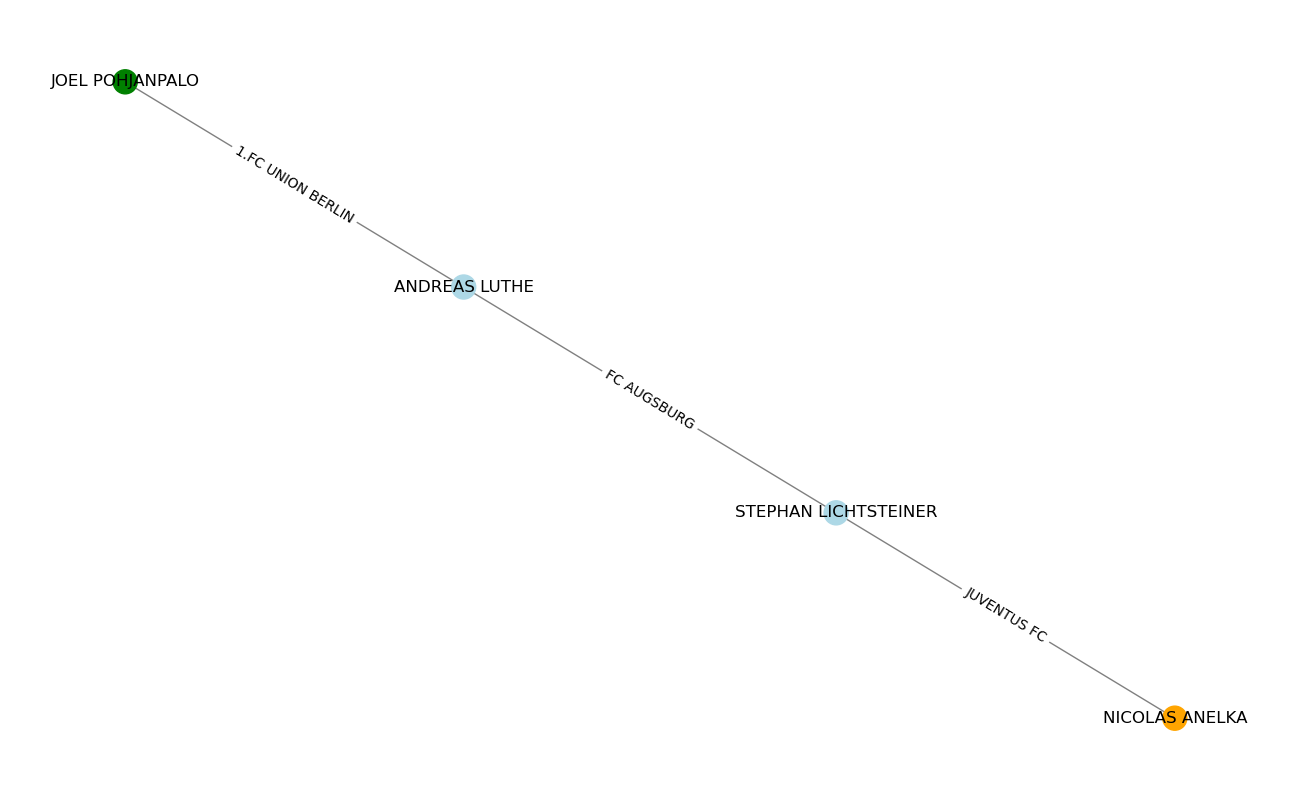 JOEL POHJANPALO
1.FC UNION BERLIN
ANDREAS LUTHE
FC AUGSBURG
STEPHAN LICHTSTEINER
JUVENTUS FC
NICOLAS ANELKA